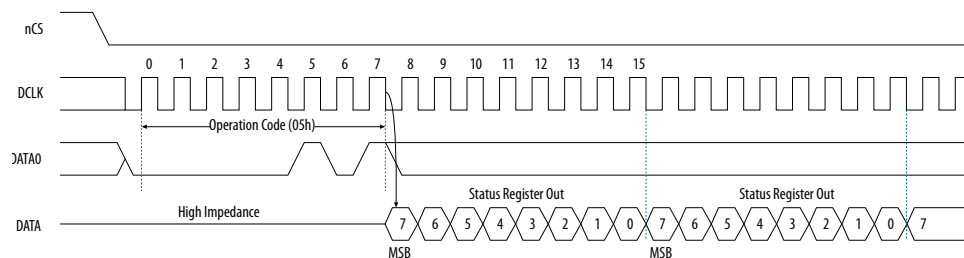 nCS
0 1 2 3 4 5 6 7 8 9 10 11 12 13 14 15
DCLK
Operation Code (05h)
DATA0
Status Register Out Status Register Out
High Impedance
DATA 7 6 5 4 3 2 1 0 7 6 5 4 3 2 1 0 7
MSB MSB